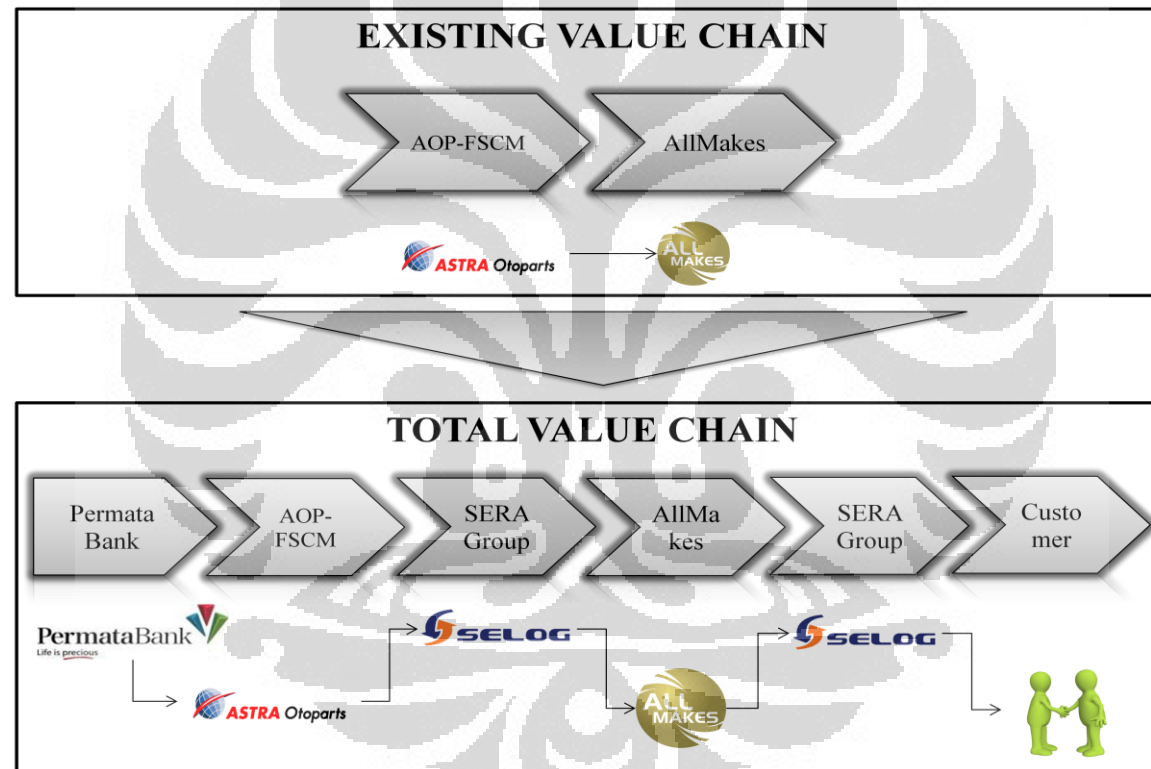 EXISTING VALUE CHAIN
AOP-FSCM
AllMakes
ASTRA Otoparts
ALL
MAKES
TOTAL VALUE CHAIN
Permata
Bank
AOP-
FSCM
SERA
Group
AllMa
kes
SERA
Group
Custo
mer
PermataBank
Life is precious
SELOG
SELOG
ASTRA Otoparts
ALL
MAKES